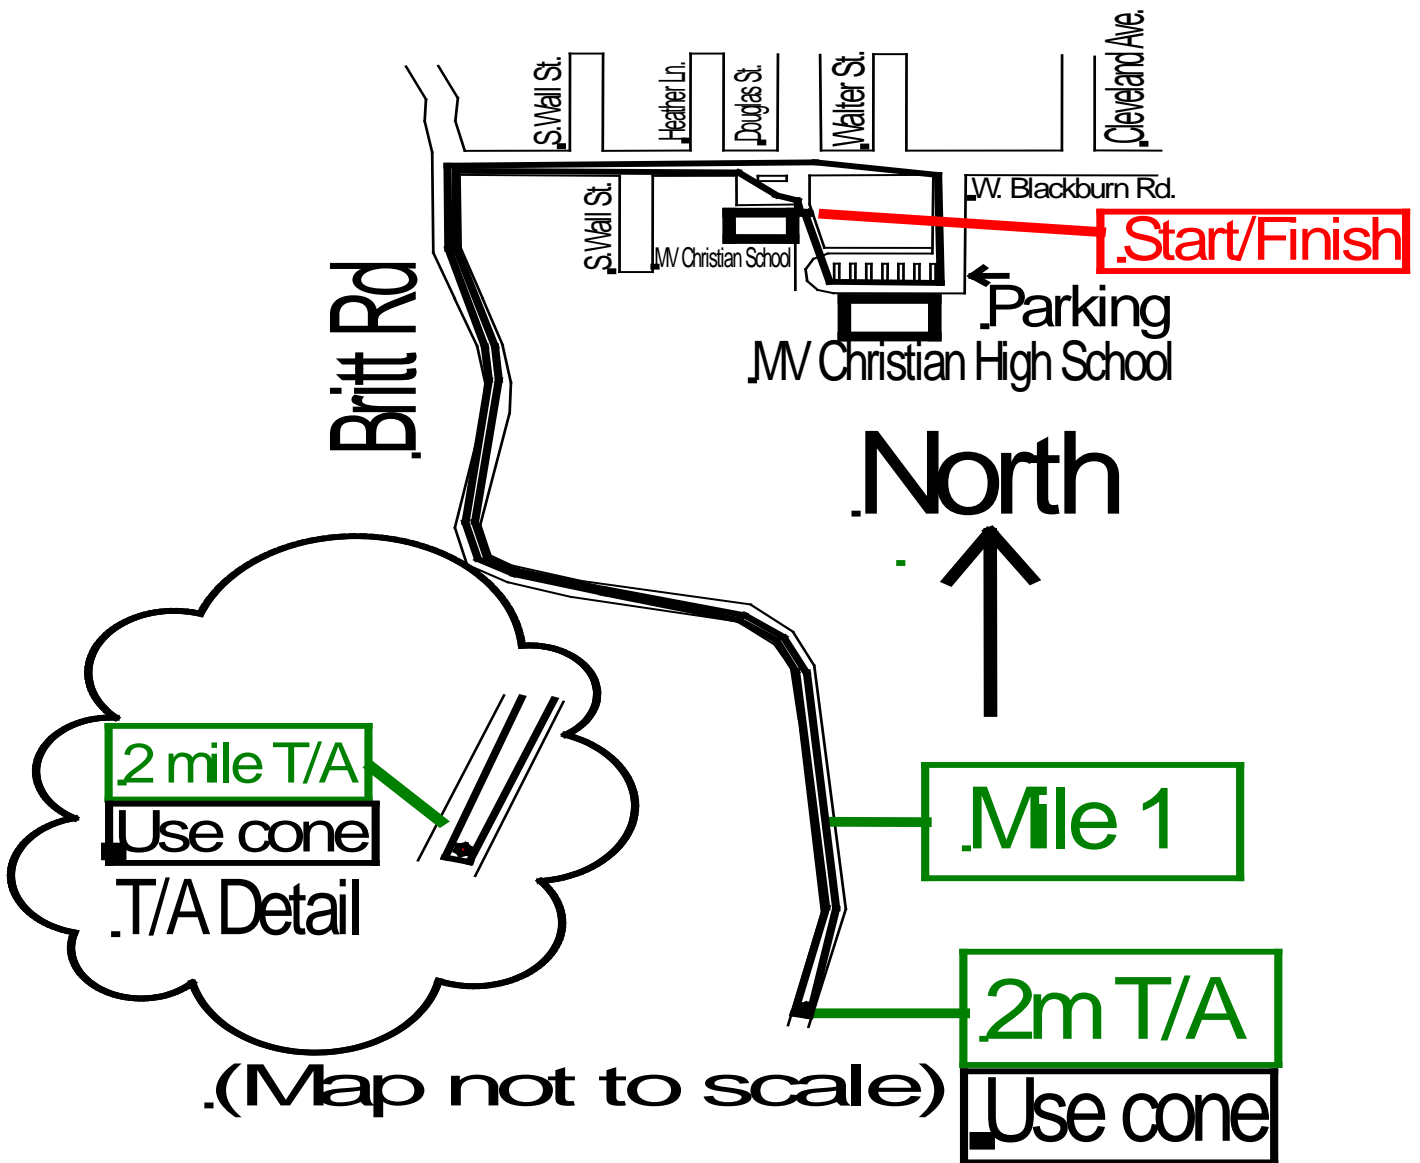 S. Wall St.
Heather Ln.
Douglas St.
Walter St.
Cleveland Ave.
W. Blackburn Rd.
S. Wall St.
MV Christian School
Start/Finish
Parking
MV Christian High School
Britt Rd
North
2 mile T/A
Use cone
T/A Detail
Mile 1
2m T/A
Use cone
(Map not to scale)